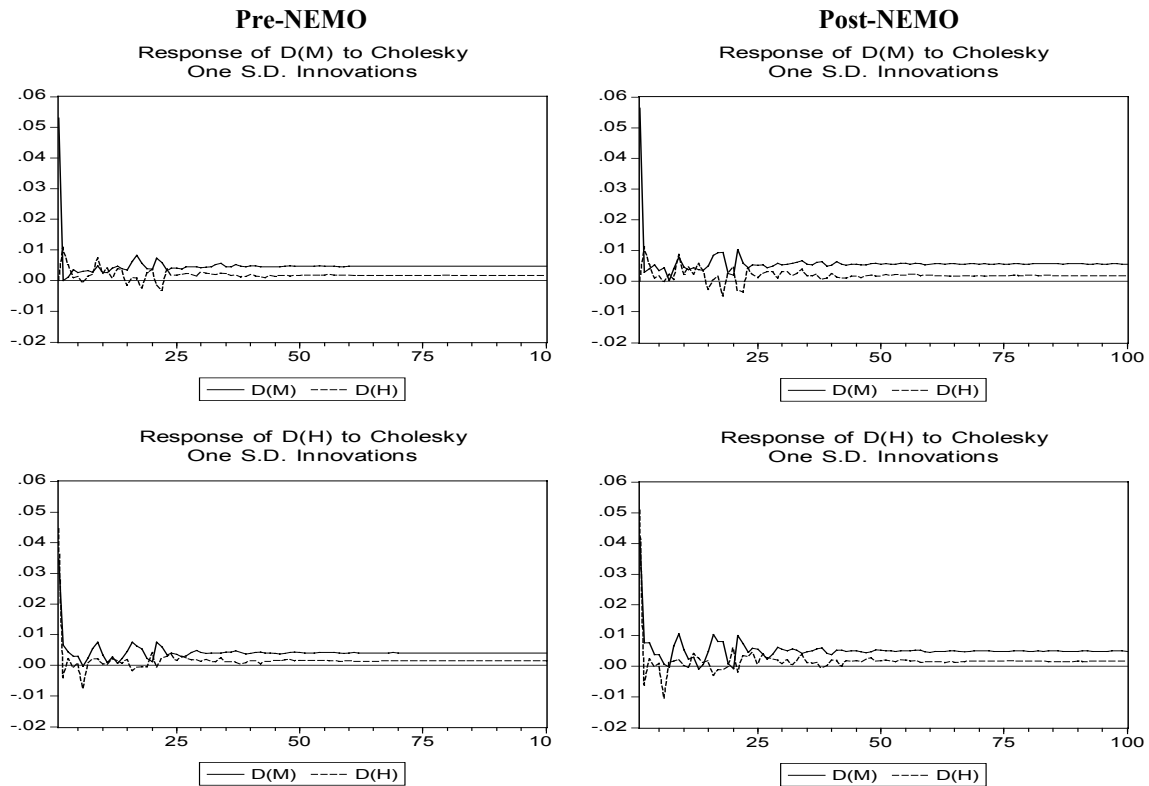 Pre-NEMO
Response of D(M) to Cholesky
One S.D. Innovations
.06
.05
.04
.03
.02
.01
.00
-.01
-.02
25
50
75
10
D(M)
D(H)
Post-NEMO
Response of D(M) to Cholesky
One S.D. Innovations
.06
.05
.04
.03
.02
.01
.00
-.01
-.02
25
50
75
100
D(M)
D(H)
Response of D(H) to Cholesky
One S.D. Innovations
.06
.05
.04
.03
.02
.01
.00
-.01
-.02
25
50
75
10
D(M)
D(H)
Response of D(H) to Cholesky
One S.D. Innovations
.06
.05
.04
.03
.02
.01
.00
-.01
-.02
25
50
75
100
D(M)
D(H)